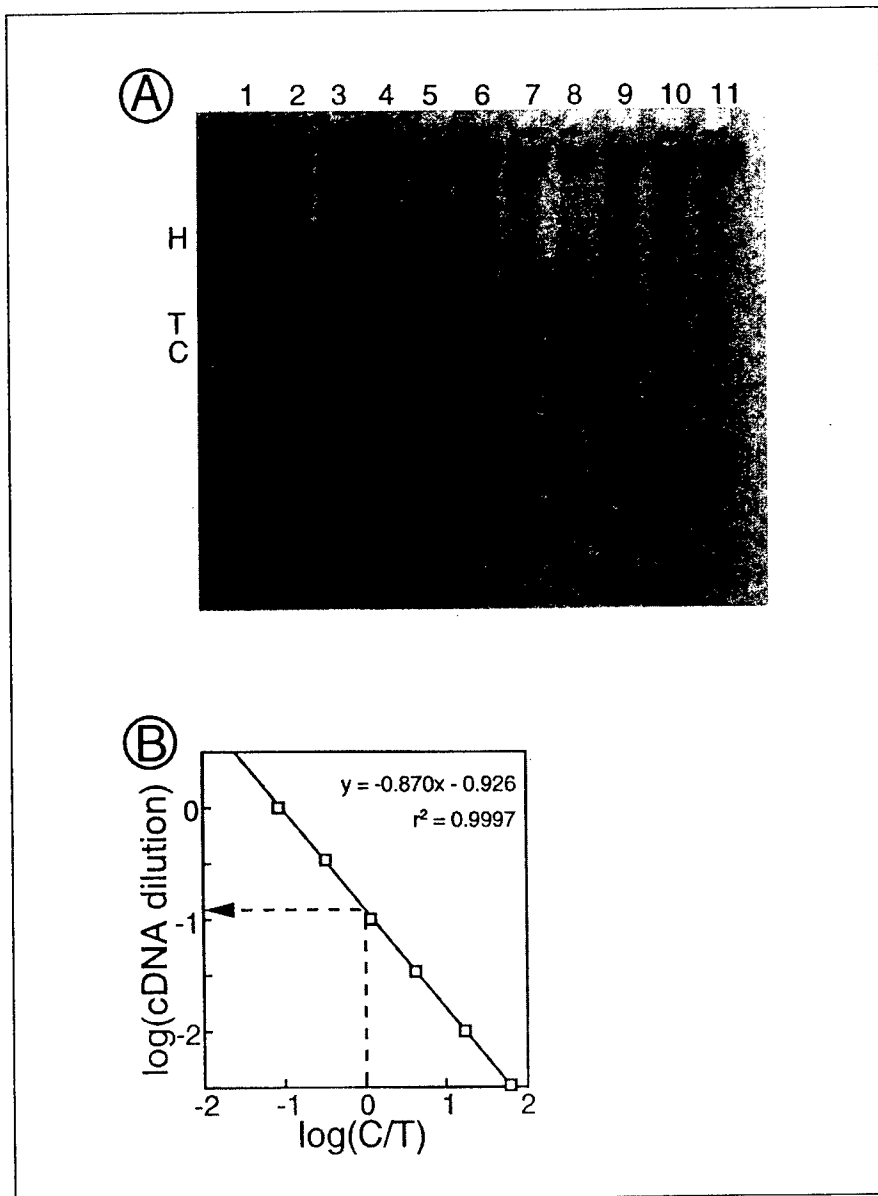 A 1 2 3 4 5 6 7 8 9 10 11
H
T
C
B
y = -0.870x - 0.926
r² = 0.9997
log(cDNA dilution)
0
-1
-2
-2 -1 0 1 2
log(C/T)